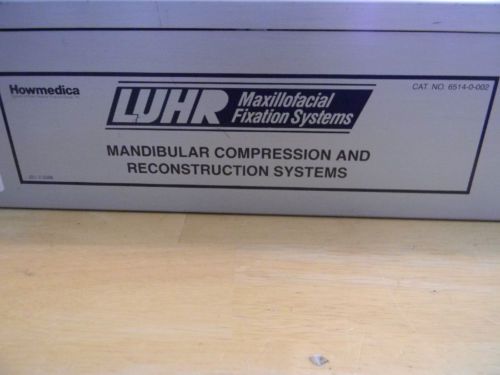 Howmedica
LUHR Maxillofacial
Fixation Systems
CAT. NO. 6514-0-002
MANDIBULAR COMPRESSION AND
RECONSTRUCTION SYSTEMS